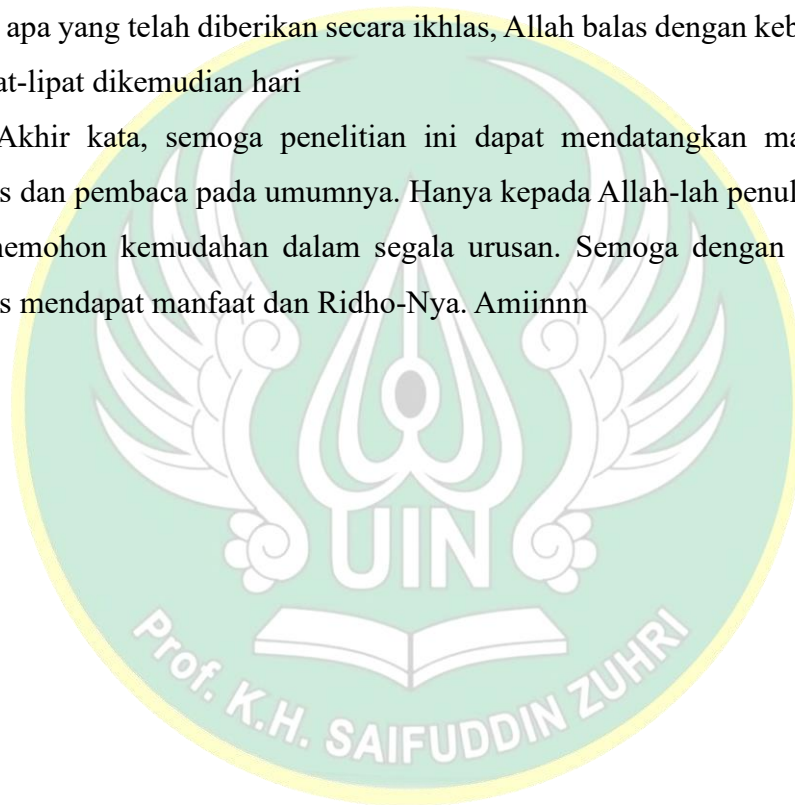 apa yang telah diberikan secara ikhlas, Allah balas dengan keb
at-lipat dikemudian hari
Akhir kata, semoga penelitian ini dapat mendatangkan ma
s dan pembaca pada umumnya. Hanya kepada Allah-lah penul
nemohon kemudahan dalam segala urusan. Semoga dengan
s mendapat manfaat dan Ridho-Nya. Amiinnn
UIN
Prof. K.H. SAIFUDDIN ZUHRI